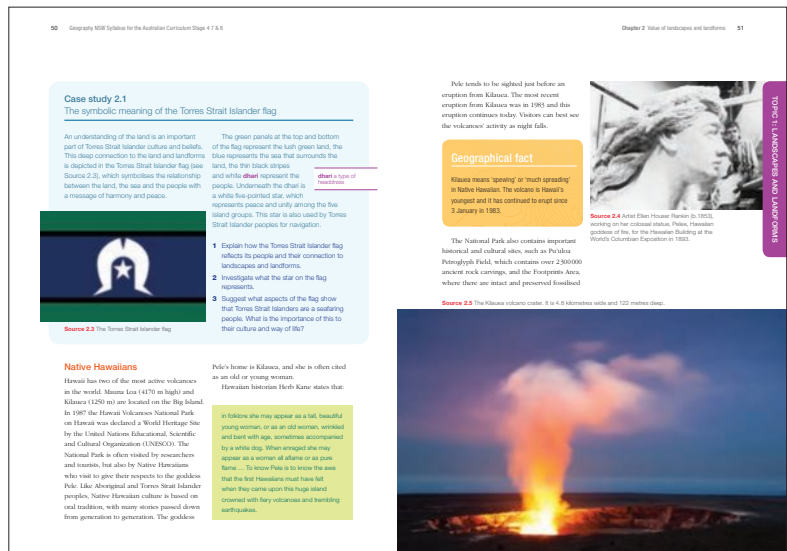 50 Geography NSW Syllabus for the Australian Curriculum Stage 4 7 & 8
Case study 2.1
The symbolic meaning of the Torres Strait Islander flag
An understanding of the land is an important
part of Torres Strait Islander culture and beliefs.
This deep connection to the land and landforms
is depicted in the Torres Strait Islander flag (see
Source 2.3), which symbolises the relationship
between the land, the sea and the people with
a message of harmony and peace.
Source 2.3 The Torres Strait Islander flag
The green panels at the top and bottom
of the flag represent the lush green land, the
blue represents the sea that surrounds the
land, the thin black stripes
and white dhari represent the
people. Underneath the dhari is
a white five-pointed star, which
represents peace and unity among the five
island groups. This star is also used by Torres
Strait Islander peoples for navigation.
dhari a type of
headdress
1 Explain how the Torres Strait Islander flag
reflects its people and their connection to
landscapes and landforms.
2 Investigate what the star on the flag
represents.
3 Suggest what aspects of the flag show
that Torres Strait Islanders are a seafaring
people. What is the importance of this to
their culture and way of life?
Native Hawaiians
Hawaii has two of the most active volcanoes
in the world. Mauna Loa (4170 m high) and
Kilauea (1250 m) are located on the Big Island.
In 1987 the Hawaii Volcanoes National Park
on Hawaii was declared a World Heritage Site
by the United Nations Educational, Scientific
and Cultural Organization (UNESCO). The
National Park is often visited by researchers
and tourists, but also by Native Hawaiians
who visit to give their respects to the goddess
Pele. Like Aboriginal and Torres Strait Islander
peoples, Native Hawaiian culture is based on
oral tradition, with many stories passed down
from generation to generation. The goddess
Pele's home is Kilauea, and she is often cited
as an old or young woman.
Hawaiian historian Herb Kane states that:
in folklore she may appear as a tall, beautiful
young woman, or as an old woman, wrinkled
and bent with age, sometimes accompanied
by a white dog. When enraged she may
appear as a woman all aflame or as pure
flame ... To know Pele is to know the awe
that the first Hawaiians must have felt
when they came upon this huge island
crowned with fiery volcanoes and trembling
earthquakes.
Chapter 2 Value of landscapes and landforms 51
Pele tends to be sighted just before an
eruption from Kilauea. The most recent
eruption from Kilauea was in 1983 and this
eruption continues today. Visitors can best see
the volcanoes' activity as night falls.
Geographical fact
Kilauea means 'spewing' or 'much spreading'
in Native Hawaiian. The volcano is Hawaii's
youngest and it has continued to erupt since
3 January in 1983.
The National Park also contains important
historical and cultural sites, such as Pu'uloa
Petroglyph Field, which contains over 2300000
ancient rock carvings, and the Footprints Area,
where there are intact and preserved fossilised
Source 2.4 Artist Ellen Houser Rankin (b.1853),
working on her colossal statue, Pelee, Hawaiian
goddess of fire, for the Hawaiian Building at the
World's Columbian Exposition in 1893.
Source 2.5 The Kilauea volcano crater. It is 4.8 kilometres wide and 122 metres deep.
TOPIC 1: LANDSCAPES AND LANDFORMS